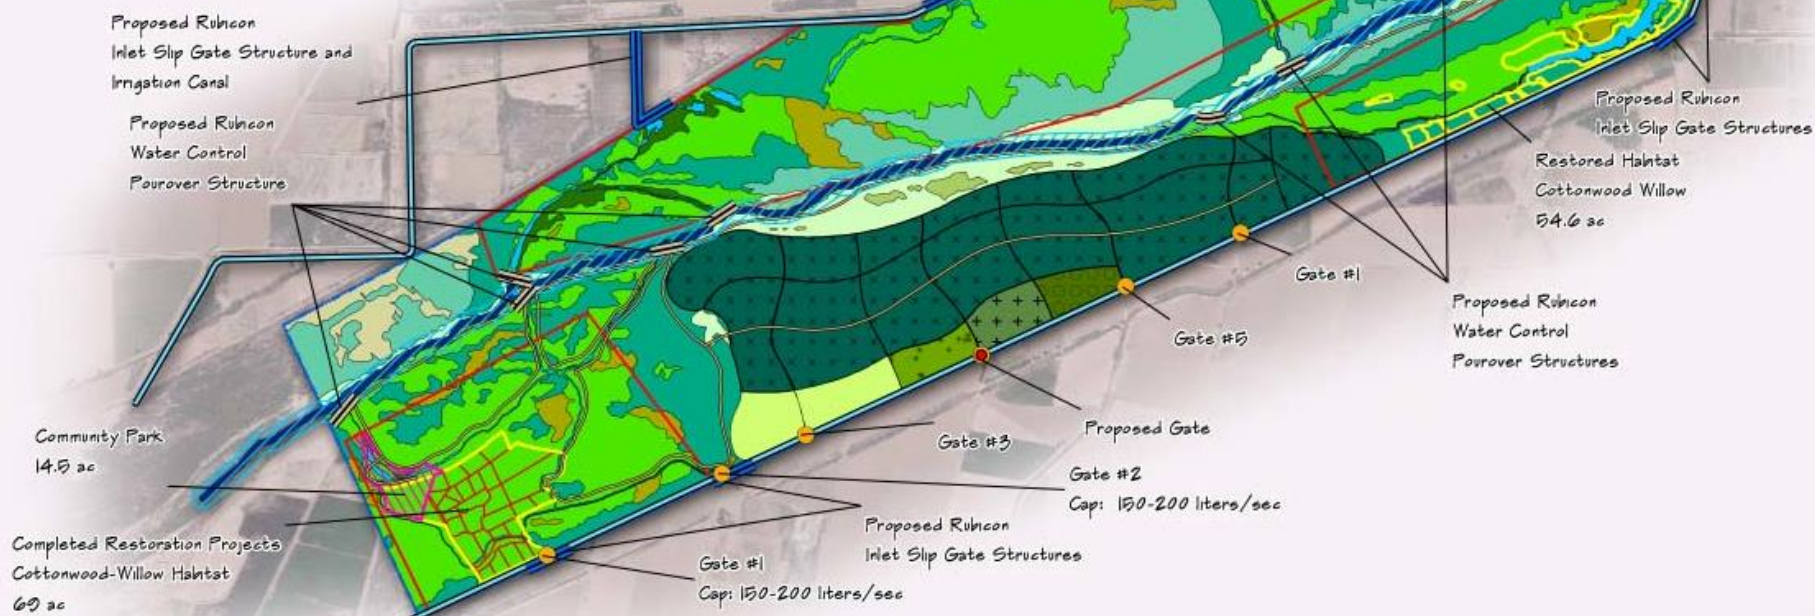 Proposed Rubicon
Inlet Slip Gate Structure and
Irrigation Canal
Proposed Rubicon
Water Control
Pourover Structure
Proposed Rubicon
Inlet Slip Gate Structures
Restored Habitat
Cottonwood Willow
54.6 ac
Gate #1
Proposed Rubicon
Water Control
Pourover Structures
Gate #5
Proposed Gate
Gate #3
Community Park
14.5 ac
Gate #2
Cap: 150-200 liters/sec
Proposed Rubicon
Inlet Slip Gate Structures
Completed Restoration Projects
Cottonwood-Willow Habitat
69 ac
Gate #1
Cap: 150-200 liters/sec